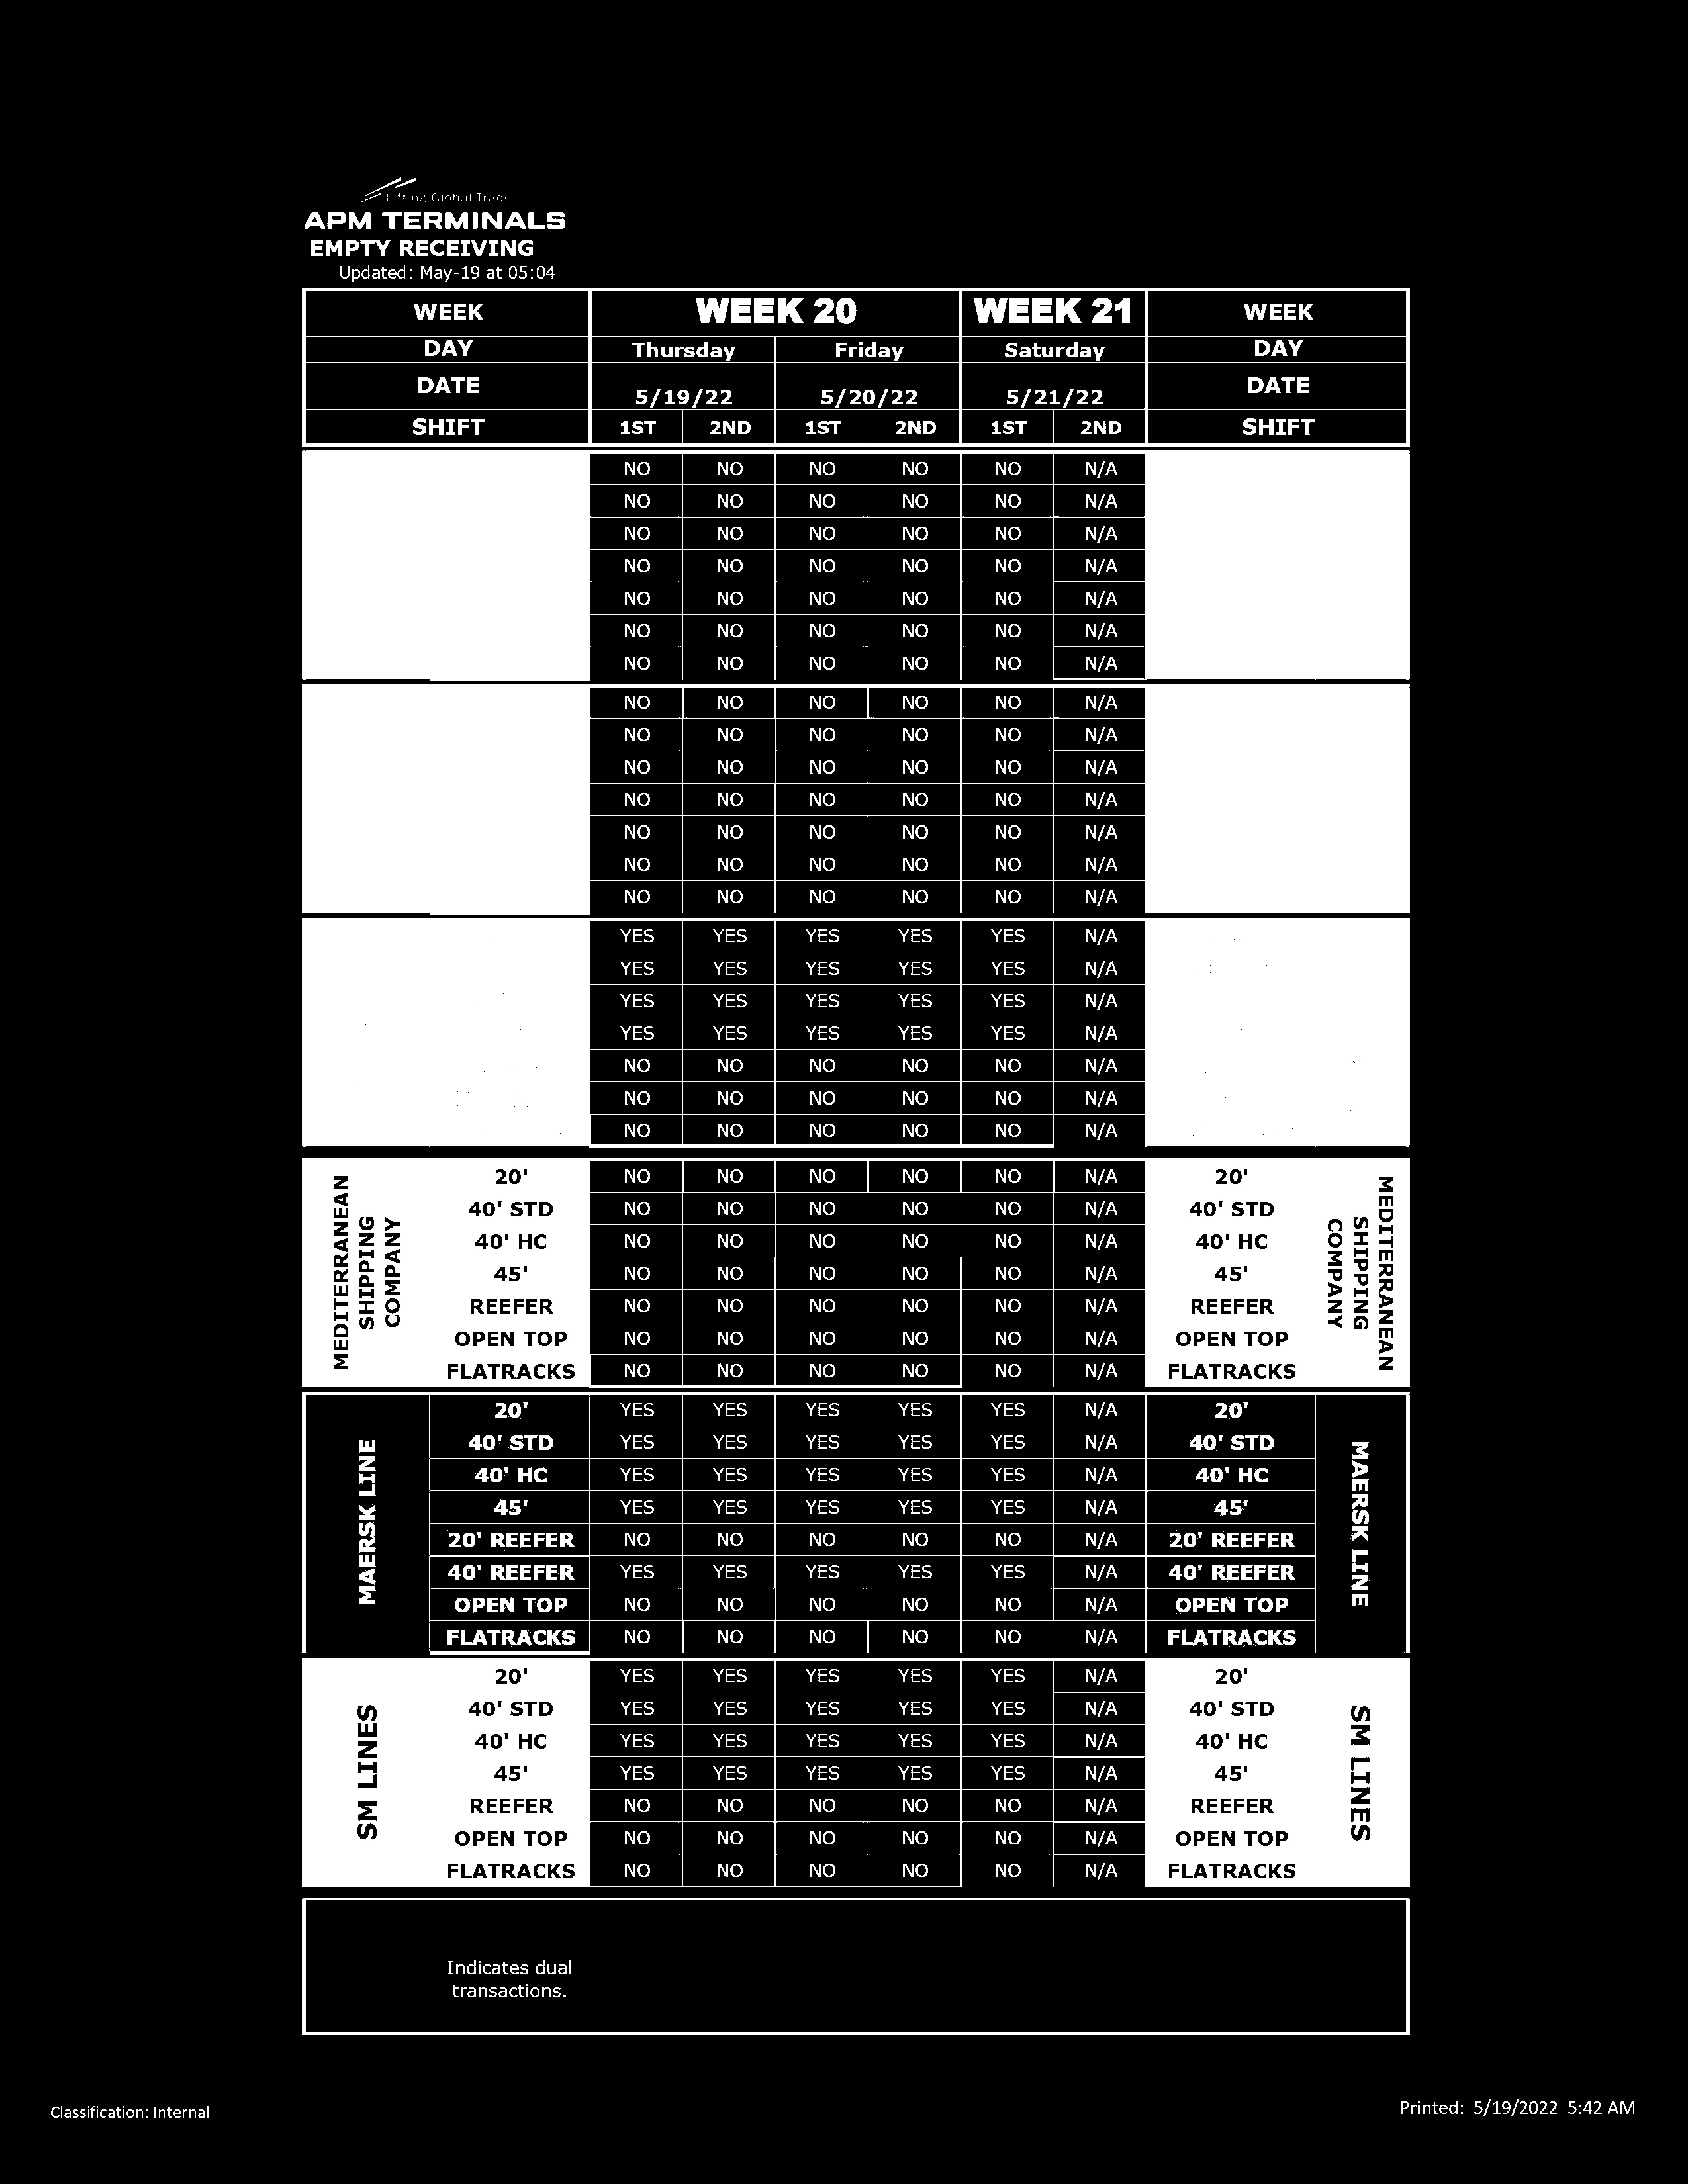 Lifting Global Trade
APM TERMINALS
EMPTY RECEIVING
Updated: May-19 at 05:04
WEEK WEEK 20 WEEK 21 WEEK
DAY Thursday Friday Saturday DAY
DATE 5/19/22 5/20/22 5/21/22 DATE
SHIFT 1ST 2ND 1ST 2ND 1ST 2ND SHIFT
NO NO NO NO NO N/A
NO NO NO NO NO N/A
NO NO NO NO NO N/A
NO NO NO NO NO N/A
NO NO NO NO NO N/A
NO NO NO NO NO N/A
NO NO NO NO NO N/A
NO NO NO NO NO N/A
NO NO NO NO NO N/A
NO NO NO NO NO N/A
NO NO NO NO NO N/A
NO NO NO NO NO N/A
NO NO NO NO NO N/A
NO NO NO NO NO N/A
YES YES YES YES YES N/A
YES YES YES YES YES N/A
YES YES YES YES YES N/A
YES YES YES YES YES N/A
NO NO NO NO NO N/A
NO NO NO NO NO N/A
NO NO NO NO NO N/A
MEDITERRANEAN
SHIPPING
COMPANY
20' NO NO NO NO NO N/A 20'
40' STD NO NO NO NO NO N/A 40' STD
40' HC NO NO NO NO NO N/A 40' HC
45' NO NO NO NO NO N/A 45'
REEFER NO NO NO NO NO N/A REEFER
OPEN TOP NO NO NO NO NO N/A OPEN TOP
FLATRACKS NO NO NO NO NO N/A FLATRACKS
MEDITERRANEAN
SHIPPING
COMPANY
MAERSK LINE
20' YES YES YES YES YES N/A 20'
40' STD YES YES YES YES YES N/A 40' STD
40' HC YES YES YES YES YES N/A 40' HC
45' YES YES YES YES YES N/A 45'
20' REEFER NO NO NO NO NO N/A 20' REEFER
40' REEFER YES YES YES YES YES N/A 40' REEFER
OPEN TOP NO NO NO NO NO N/A OPEN TOP
FLATRACKS NO NO NO NO NO N/A FLATRACKS
MAERSK LINE
SM LINES
20' YES YES YES YES YES N/A 20'
40' STD YES YES YES YES YES N/A 40' STD
40' HC YES YES YES YES YES N/A 40' HC
45' YES YES YES YES YES N/A 45'
REEFER NO NO NO NO NO N/A REEFER
OPEN TOP NO NO NO NO NO N/A OPEN TOP
FLATRACKS NO NO NO NO NO N/A FLATRACKS
SM LINES
Indicates dual
transactions.
Classification: Internal
Printed: 5/19/2022 5:42 AM